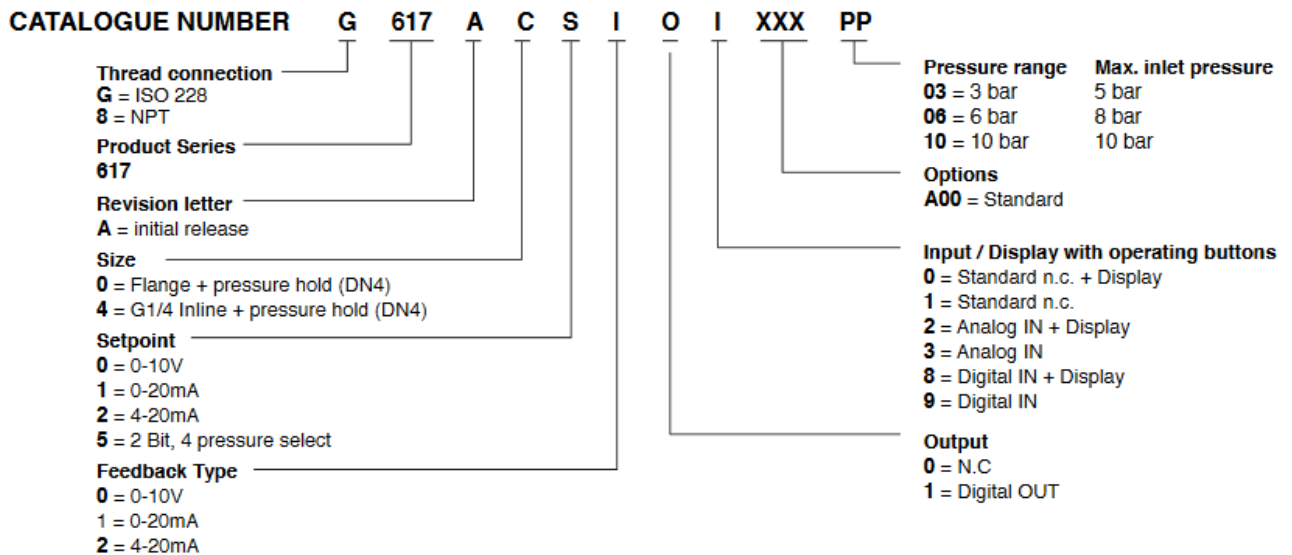 CATALOGUE NUMBER G 617 A C S I O I XXX PP
Thread connection
G = ISO 228
8 = NPT
Product Series
617
Revision letter
A = initial release
Size
0 = Flange + pressure hold (DN4)
4 = G1/4 Inline + pressure hold (DN4)
Setpoint
0 = 0-10V
1 = 0-20mA
2 = 4-20mA
5 = 2 Bit, 4 pressure select
Feedback Type
0 = 0-10V
1 = 0-20mA
2 = 4-20mA
Pressure range Max. inlet pressure
03 = 3 bar 5 bar
06 = 6 bar 8 bar
10 = 10 bar 10 bar
Options
A00 = Standard
Input / Display with operating buttons
0 = Standard n.c. + Display
1 = Standard n.c.
2 = Analog IN + Display
3 = Analog IN
8 = Digital IN + Display
9 = Digital IN
Output
0 = N.C
1 = Digital OUT